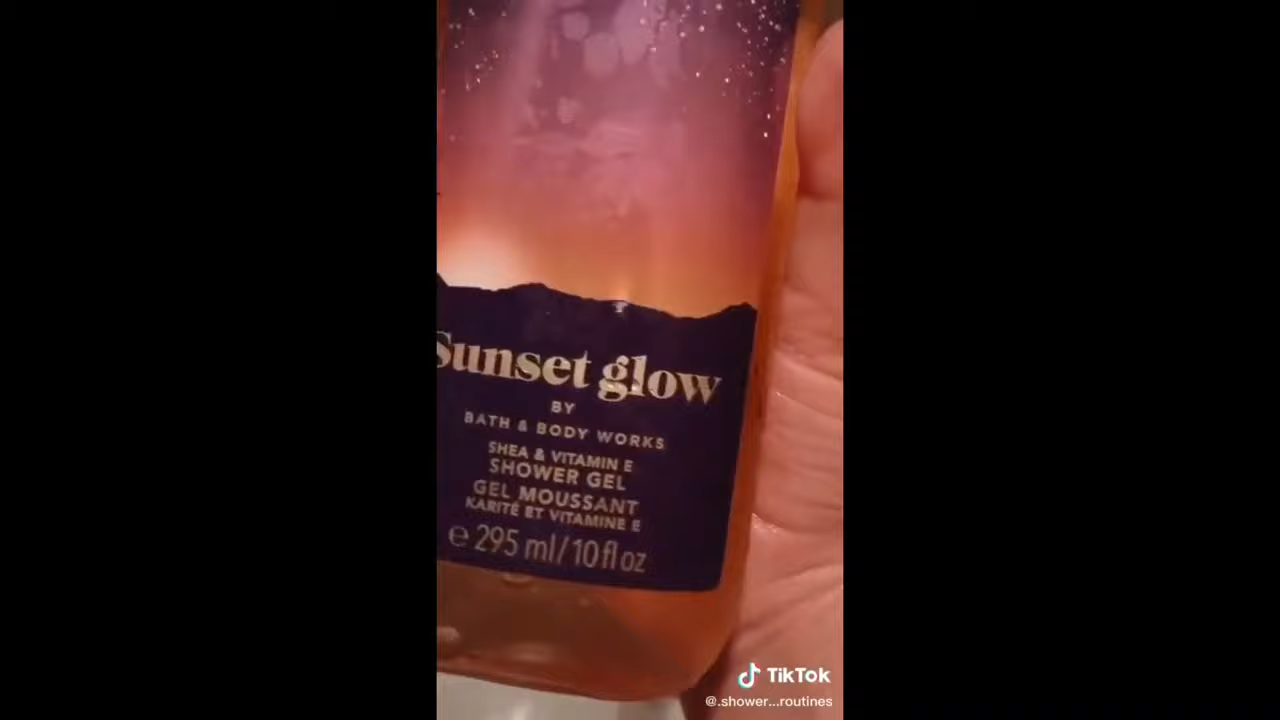 Sunset glow
BY
BATH & BODY WORKS
SHEA & VITAMIN E
SHOWER GEL
GEL MOUSSANT
KARITÉ ET VITAMINE E
℮ 295 ml/10 fl oz
TikTok
@.shower...routines